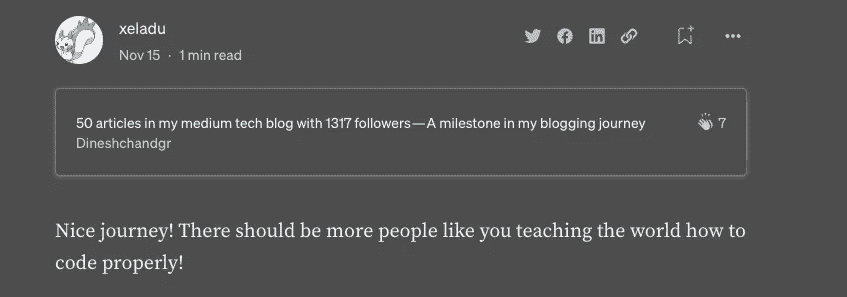 xeladu
Nov 15 · 1 min read
50 articles in my medium tech blog with 1317 followers — A milestone in my blogging journey
7
Dineshchandgr
Nice journey! There should be more people like you teaching the world how to
code properly!